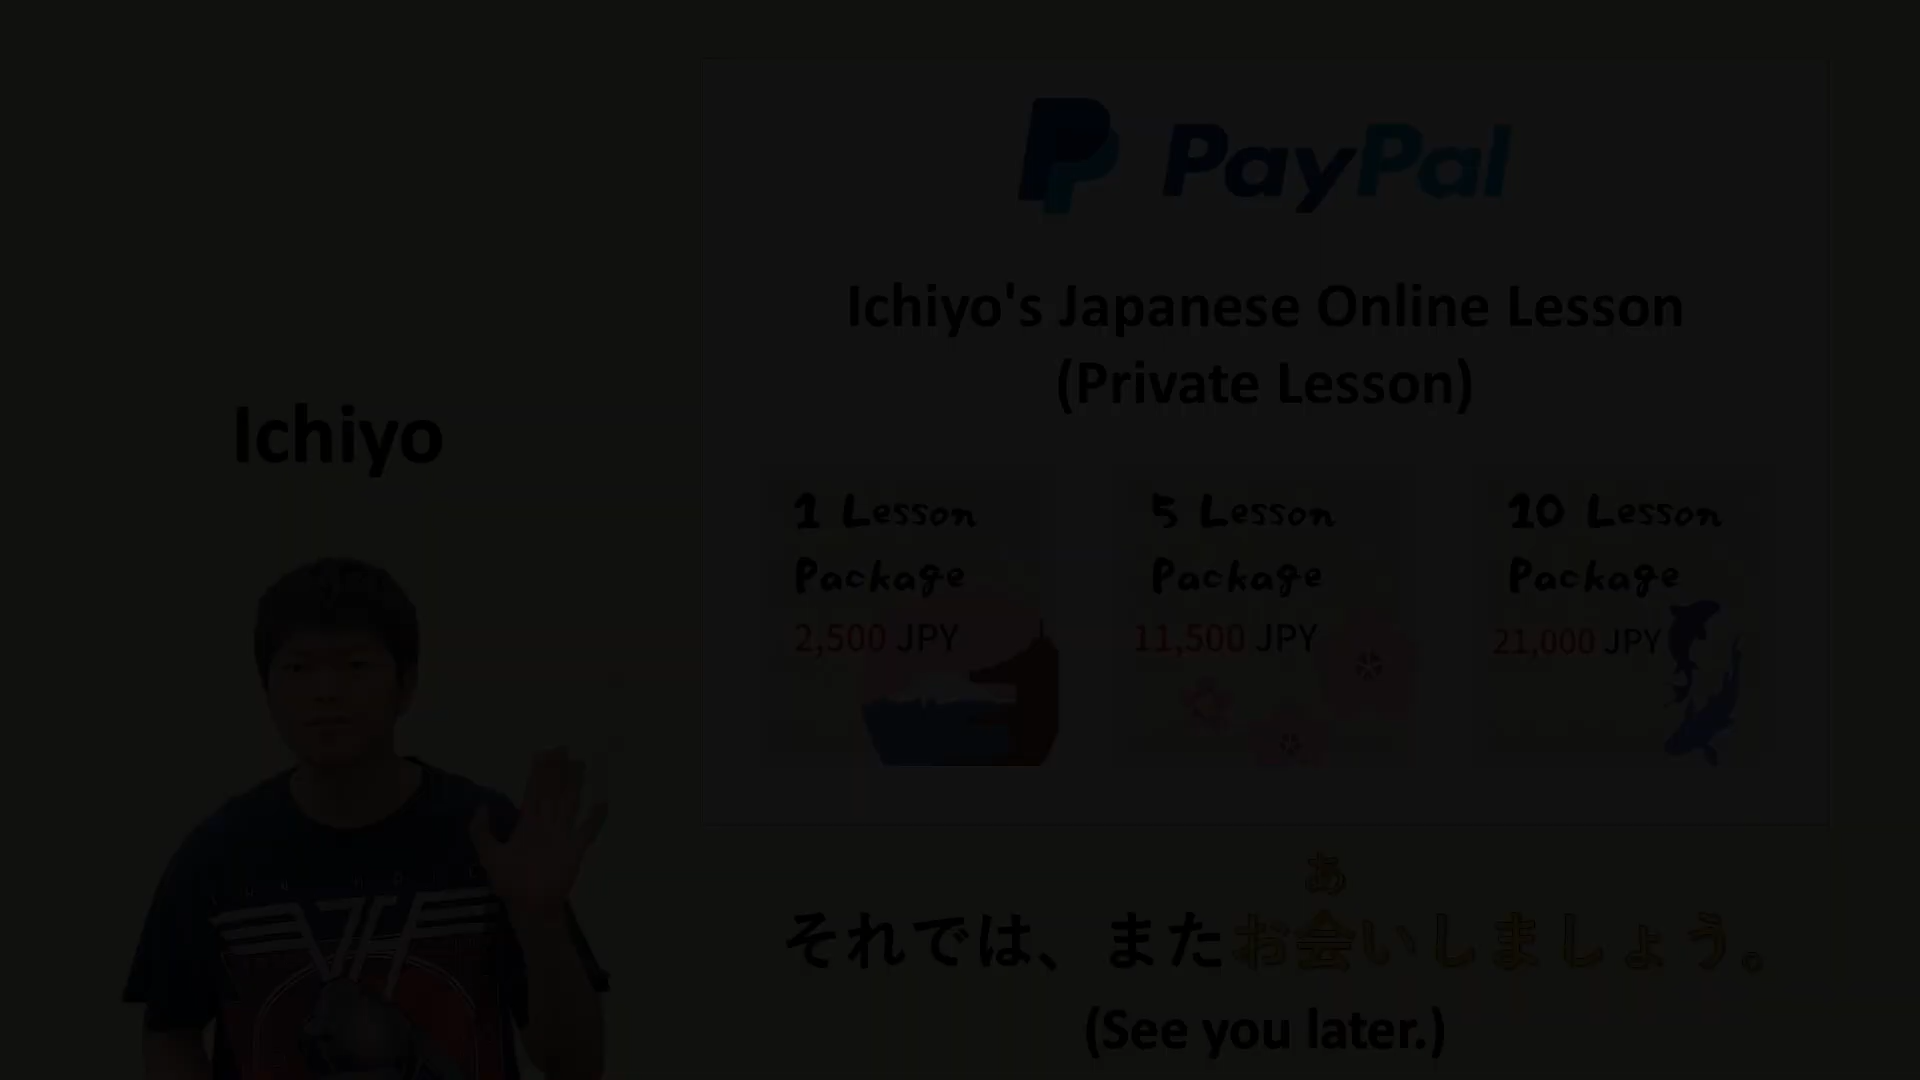 PayPal
Ichiyo's Japanese Online Lesson
(Private Lesson)
Ichiyo
1 Lesson
Package
2,500 JPY
5 Lesson
Package
11,500 JPY
10 Lesson
Package
21,000 JPY
あ
それでは、またお会いしましょう。
(See you later.)